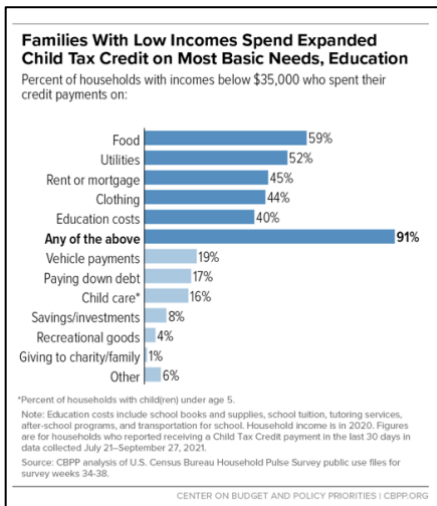 Families With Low Incomes Spend Expanded
Child Tax Credit on Most Basic Needs, Education
Percent of households with incomes below $35,000 who spent their
credit payments on:
Food 59%
Utilities 52%
Rent or mortgage 45%
Clothing 44%
Education costs 40%
Any of the above 91%
Vehicle payments 19%
Paying down debt 17%
Child care* 16%
Savings/investments 8%
Recreational goods 4%
Giving to charity/family 1%
Other 6%
*Percent of households with child(ren) under age 5.
Note: Education costs include school books and supplies, school tuition, tutoring services,
after-school programs, and transportation for school. Household income is in 2020. Figures
are for households who reported receiving a Child Tax Credit payment in the last 30 days in
data collected July 21–September 27, 2021.
Source: CBPP analysis of U.S. Census Bureau Household Pulse Survey public use files for
survey weeks 34-38.
CENTER ON BUDGET AND POLICY PRIORITIES | CBPP.ORG